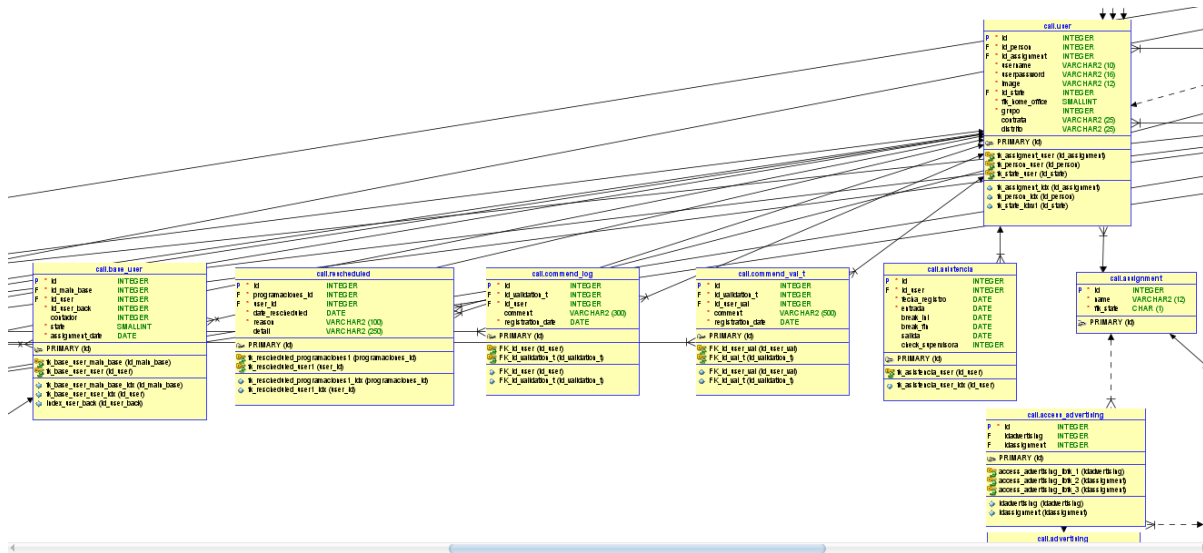 call.user
P * id INTEGER
F * id_person INTEGER
F * id_assignment INTEGER
* username VARCHAR2 (10)
* userpassword VARCHAR2 (16)
* image VARCHAR2 (12)
F * id_state INTEGER
* flk_home_office SMALLINT
* grupo INTEGER
contrata VARCHAR2 (25)
distrito VARCHAR2 (25)
PRIMARY (id)
fk_assigment_user (id_assignment)
fk_person_user (id_person)
fk_state_user (id_state)
fk_assigment_idx (id_assignment)
fk_person_idx (id_person)
fk_state_idx1 (id_state)
call.base_user
P * id INTEGER
F * id_main_base INTEGER
F * id_user INTEGER
* id_user_back INTEGER
contador INTEGER
* state SMALLINT
* assignment_date DATE
PRIMARY (id)
fk_base_user_main_base (id_main_base)
fk_base_user_user (id_user)
fk_base_user_main_base_idx (id_main_base)
fk_base_user_user_idx (id_user)
index_user_back (id_user_back)
call.rescheduled
P * id INTEGER
F * programaciones_id INTEGER
F * user_id INTEGER
* date_rescheduled DATE
* reason VARCHAR2 (100)
* detail VARCHAR2 (250)
PRIMARY (id)
fk_rescheduled_programaciones1 (programaciones_id)
fk_rescheduled_user1 (user_id)
fk_rescheduled_programaciones1_idx (programaciones_id)
fk_rescheduled_user1_idx (user_id)
call.commend_log
P * id INTEGER
F * id_validation_t INTEGER
F * id_user INTEGER
* comment VARCHAR2 (300)
* registration_date DATE
PRIMARY (id)
FK_id_user (id_user)
FK_id_validation_t (id_validation_t)
FK_id_user (id_user)
FK_id_validation_t (id_validation_t)
call.commend_val_t
P * id INTEGER
F * id_validation_t INTEGER
F * id_user_val INTEGER
* comment VARCHAR2 (500)
* registration_date DATE
PRIMARY (id)
FK_id_user_val (id_user_val)
FK_id_val_t (id_validation_t)
FK_id_user_val (id_user_val)
FK_id_val_t (id_validation_t)
call.asistencia
P * id INTEGER
F * id_user INTEGER
* fecha_registro DATE
* entrada DATE
break_ini DATE
break_fin DATE
salida DATE
check_supervisora INTEGER
PRIMARY (id)
fk_asistencia_user (id_user)
fk_asistencia_user_idx (id_user)
call.assignment
P * id INTEGER
* name VARCHAR2 (12)
flk_state CHAR (1)
PRIMARY (id)
call.access_advertising
P * id INTEGER
F idadvertising INTEGER
F idassignment INTEGER
PRIMARY (id)
access_advertising_ibfk_1 (idadvertising)
access_advertising_ibfk_2 (idassignment)
access_advertising_ibfk_3 (idassignment)
idadvertising (idadvertising)
idassignment (idassignment)
call.advertising